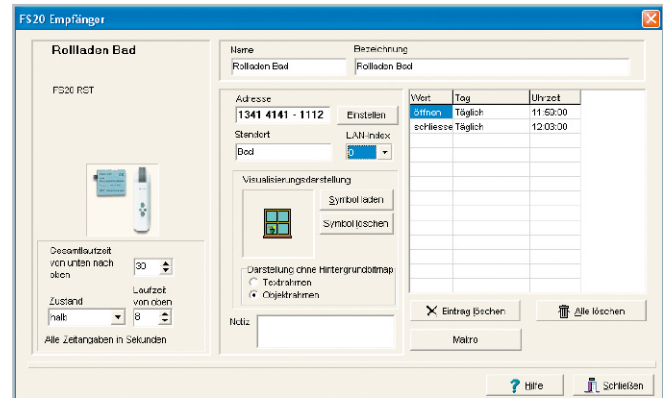 FS20 Empfänger
Rollladen Bad
FS20 RST
Gesamtlaufzeit
von unten nach
oben
30
Zustand
halb
Laufzeit
von oben
8
Alle Zeitangaben in Sekunden
Name
Rollladen Bad
Bezeichnung
Rollladen Bad
Adresse
1341 4141 - 1112
Einstellen
Standort
Bad
LAN-Index
0
Visualisierungsdarstellung
Symbol laden
Symbol löschen
Darstellung ohne Hintergrundbitmap
Textrahmen
Objektrahmen
Notiz
Wert Tag Uhrzeit
öffnen Täglich 11:59:00
schliesse Täglich 12:03:00
Eintrag löschen
Alle löschen
Makro
Hilfe
Schließen